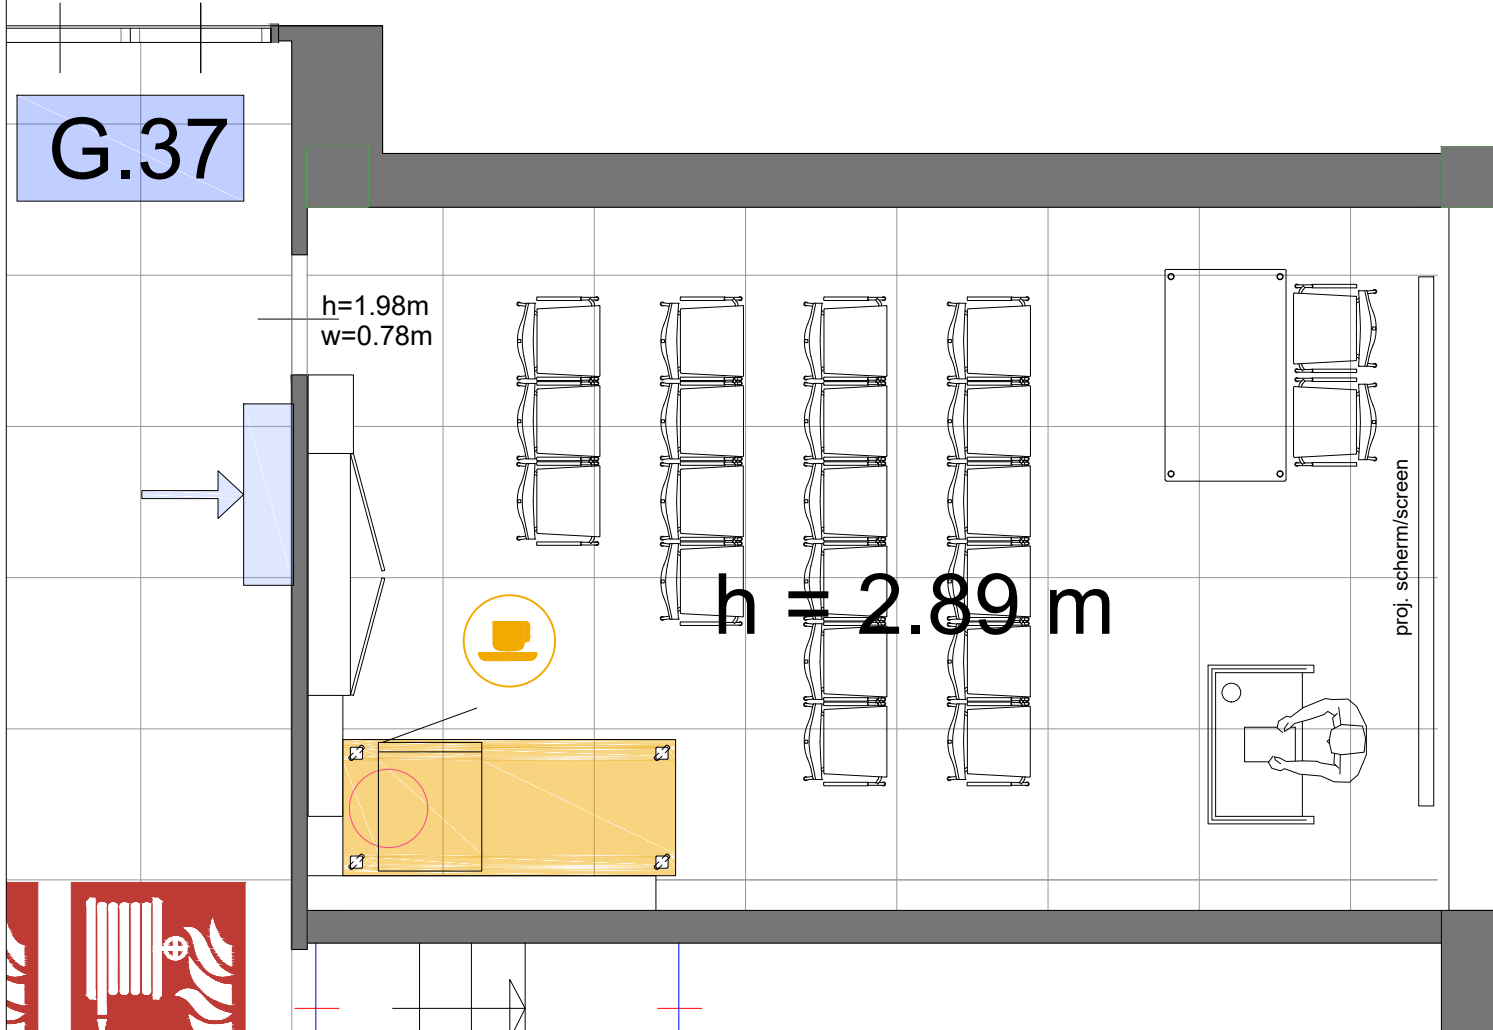 G.37
h=1.98m
w=0.78m
h = 2.89 m
proj. scherm/screen